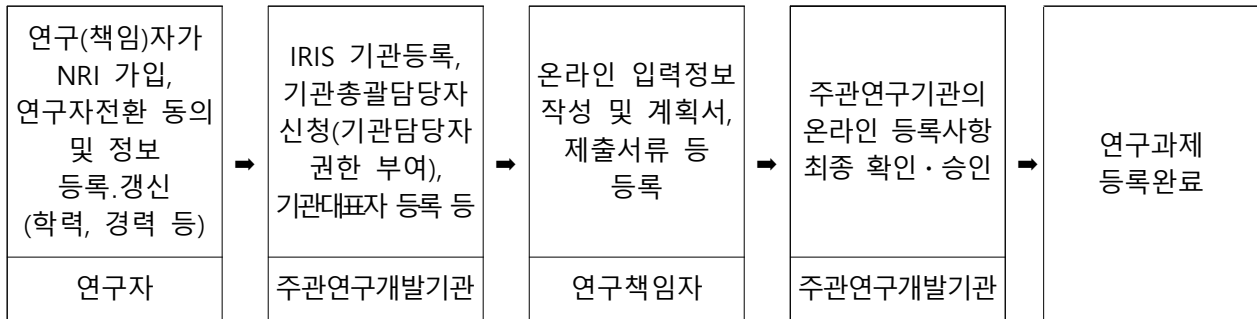 연구(책임)자가
NRI 가입,
연구자전환 동의
및 정보
등록.갱신
(학력, 경력 등)
연구자
➡
IRIS 기관등록,
기관총괄담당자
신청(기관담당자
권한 부여),
기관대표자 등록 등
주관연구개발기관
➡
온라인 입력정보
작성 및 계획서,
제출서류 등
등록
연구책임자
➡
주관연구기관의
온라인 등록사항
최종 확인・승인
주관연구개발기관
➡
연구과제
등록완료